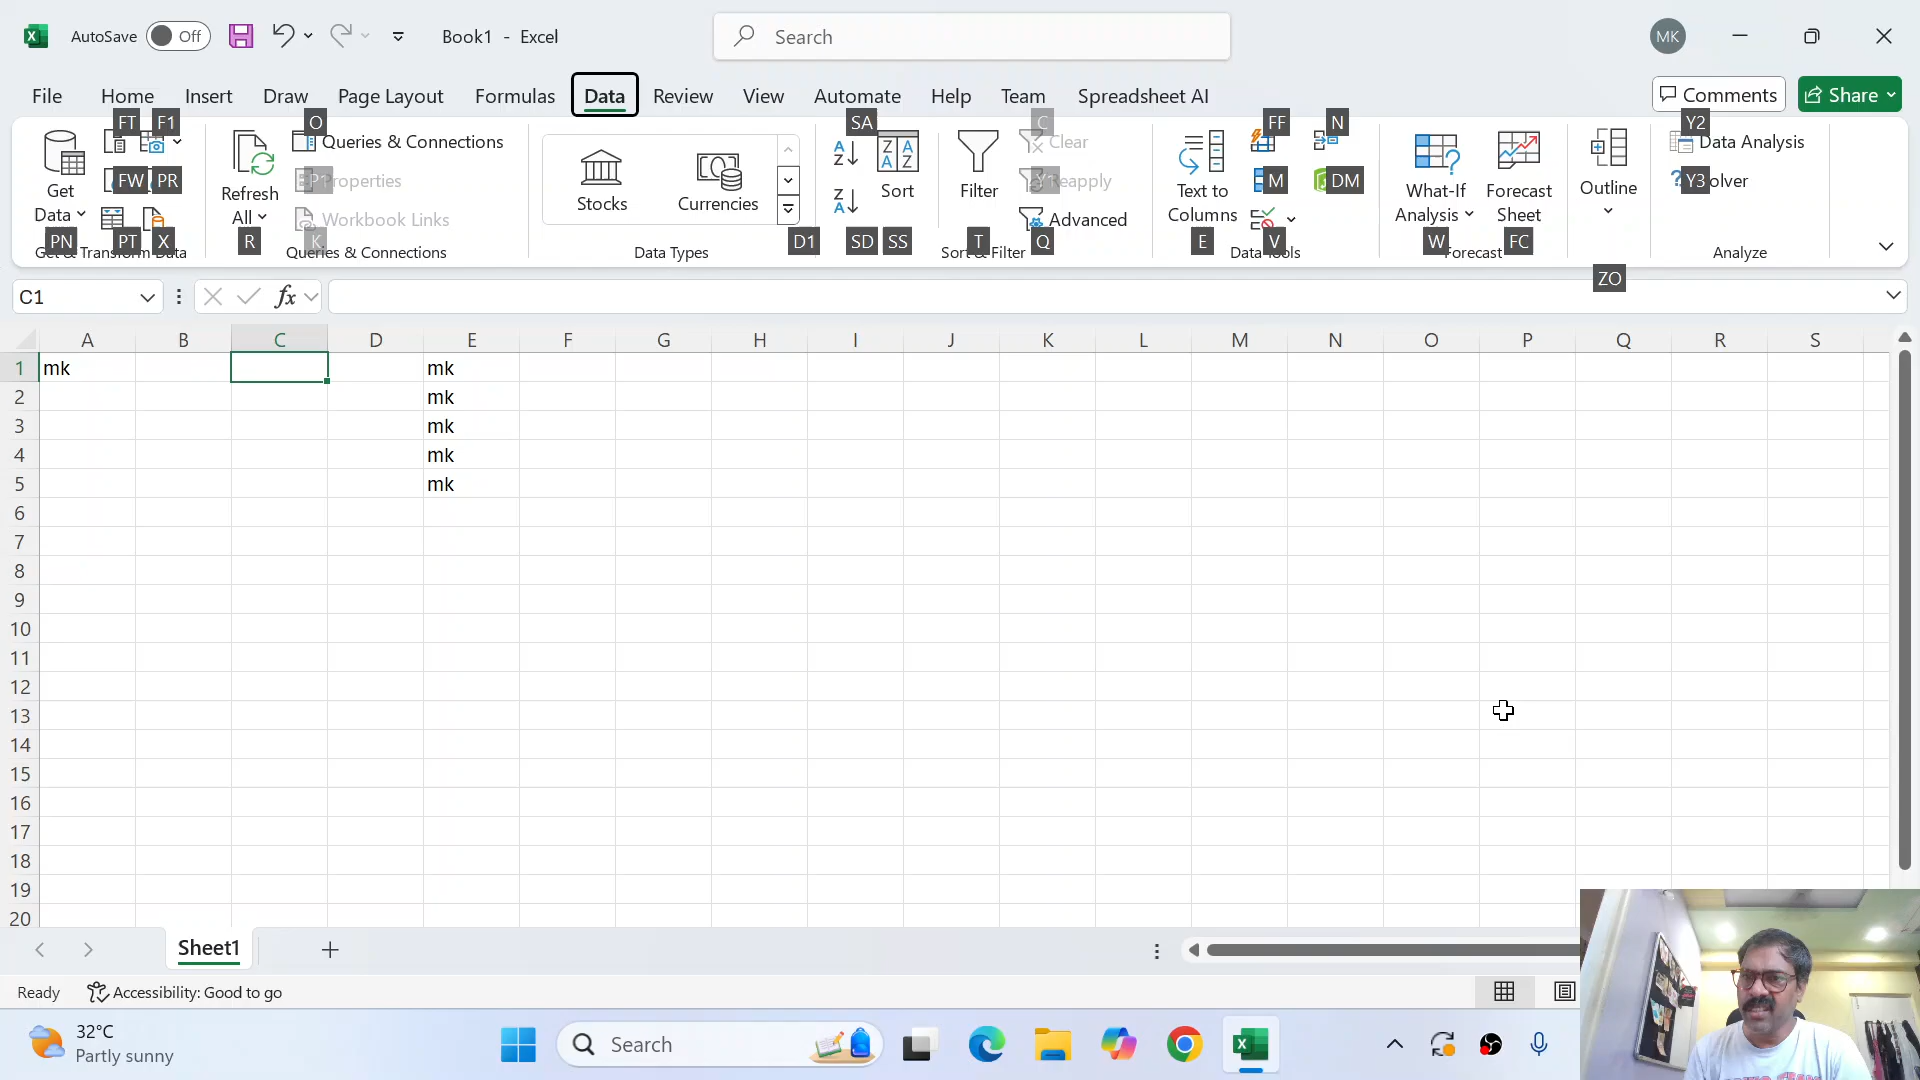 AutoSave Off Book1 - Excel Search MK
File Home Insert Draw Page Layout Formulas Data Review View Automate Help Team Spreadsheet AI Comments Share
FT F1 O SA C FF N Y2
Queries & Connections Clear Data Analysis
FW PR P1 Properties Y1 Reapply M DM Y3 Solver
Get Data Refresh All Stocks Currencies Sort Filter Text to Columns What-If Analysis Forecast Sheet Outline
Workbook Links Advanced
PN PT X R K D1 SD SS T Q E V W FC
Get & Transform Data Queries & Connections Data Types Sort & Filter Data Tools Forecast Analyze
ZO
C1 fx
A B C D E F G H I J K L M N O P Q R S
1 mk mk
2 mk
3 mk
4 mk
5 mk
6
7
8
9
10
11
12
13
14
15
16
17
18
19
20
Sheet1
Ready Accessibility: Good to go
32°C
Partly sunny
Search